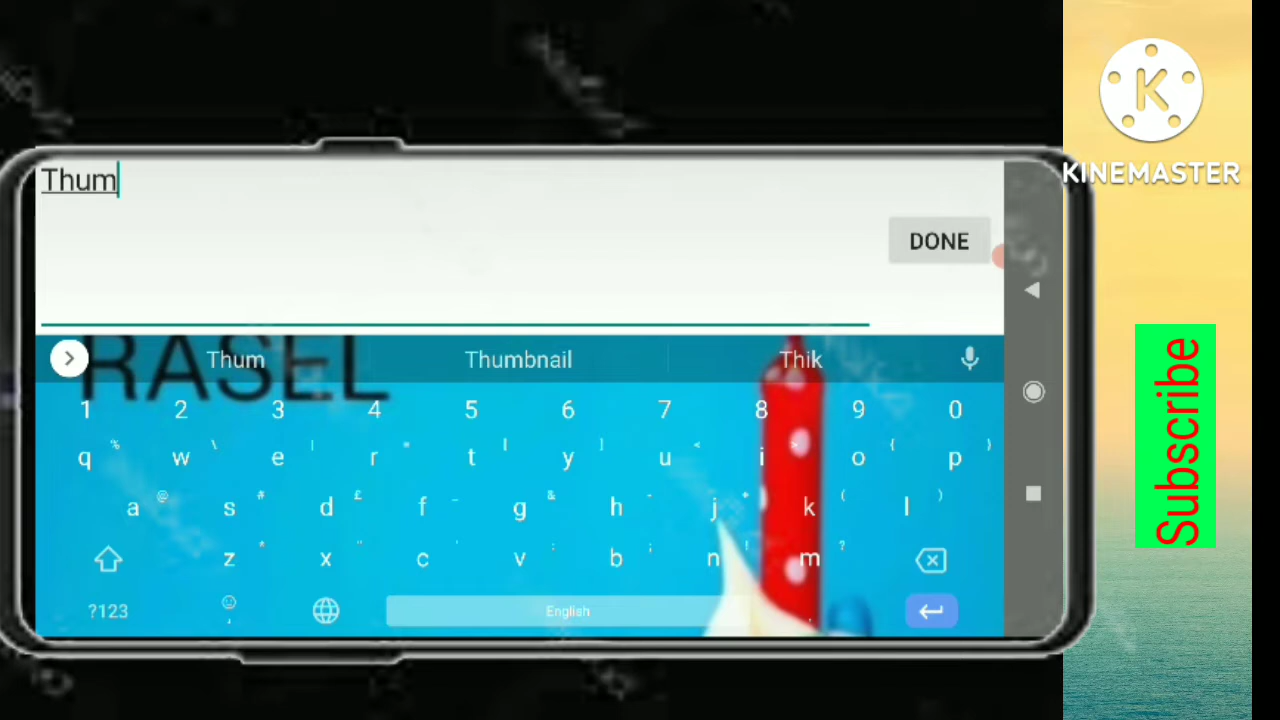 Thum
DONE
KINEMASTER
Subscribe
RASEL
Thum Thumbnail Thik
1 2 3 4 5 6 7 8 9 0
% \ | = [ ] < > { }
q w e r t y u i o p
@ # £ _ & - + ( )
a s d f g h j k l
* " ' : ; ?
z x c v b n m
?123 , English .